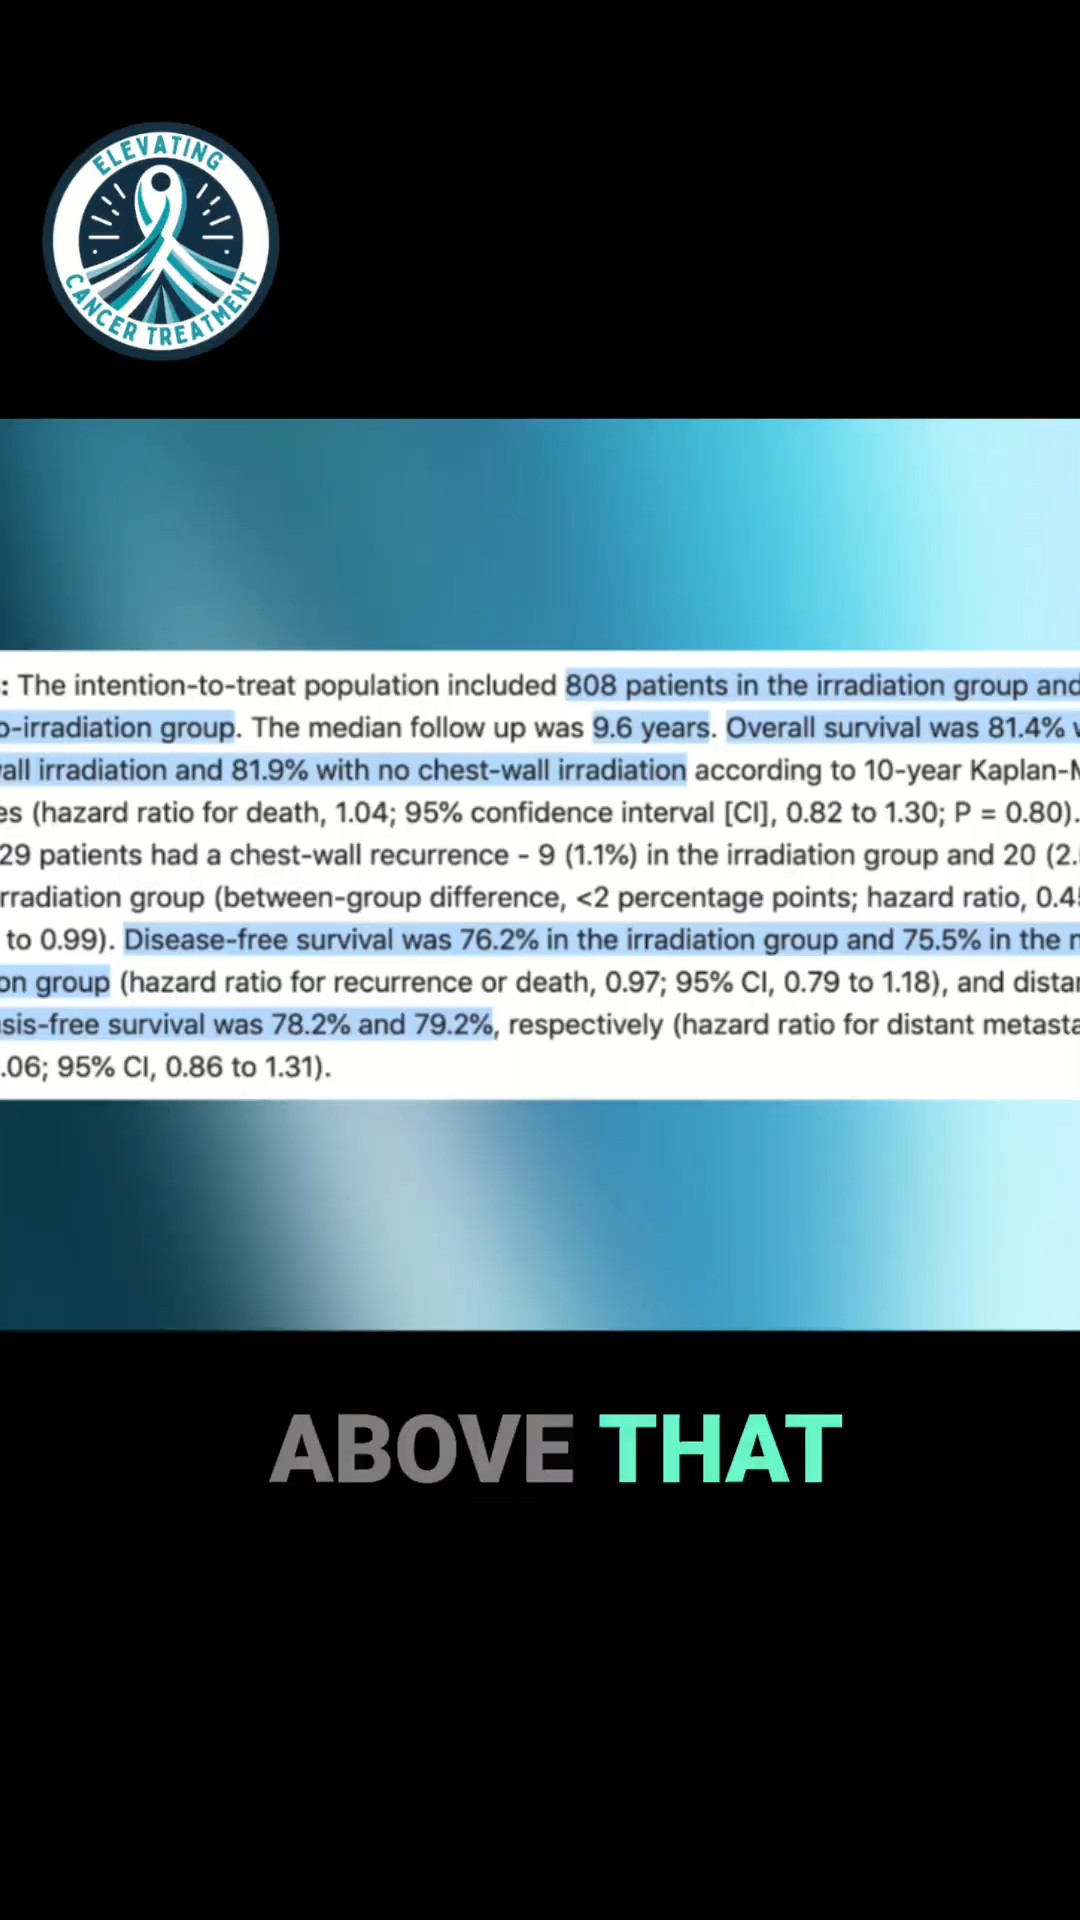 ELEVATING
CANCER TREATMENT
: The intention-to-treat population included 808 patients in the irradiation group and
o-irradiation group. The median follow up was 9.6 years. Overall survival was 81.4%
all irradiation and 81.9% with no chest-wall irradiation according to 10-year Kaplan-M
es (hazard ratio for death, 1.04; 95% confidence interval [CI], 0.82 to 1.30; P = 0.80).
29 patients had a chest-wall recurrence - 9 (1.1%) in the irradiation group and 20 (2.
rradiation group (between-group difference, <2 percentage points; hazard ratio, 0.45
to 0.99). Disease-free survival was 76.2% in the irradiation group and 75.5% in the n
on group (hazard ratio for recurrence or death, 0.97; 95% CI, 0.79 to 1.18), and distan
sis-free survival was 78.2% and 79.2%, respectively (hazard ratio for distant metasta
.06; 95% CI, 0.86 to 1.31).
ABOVE THAT